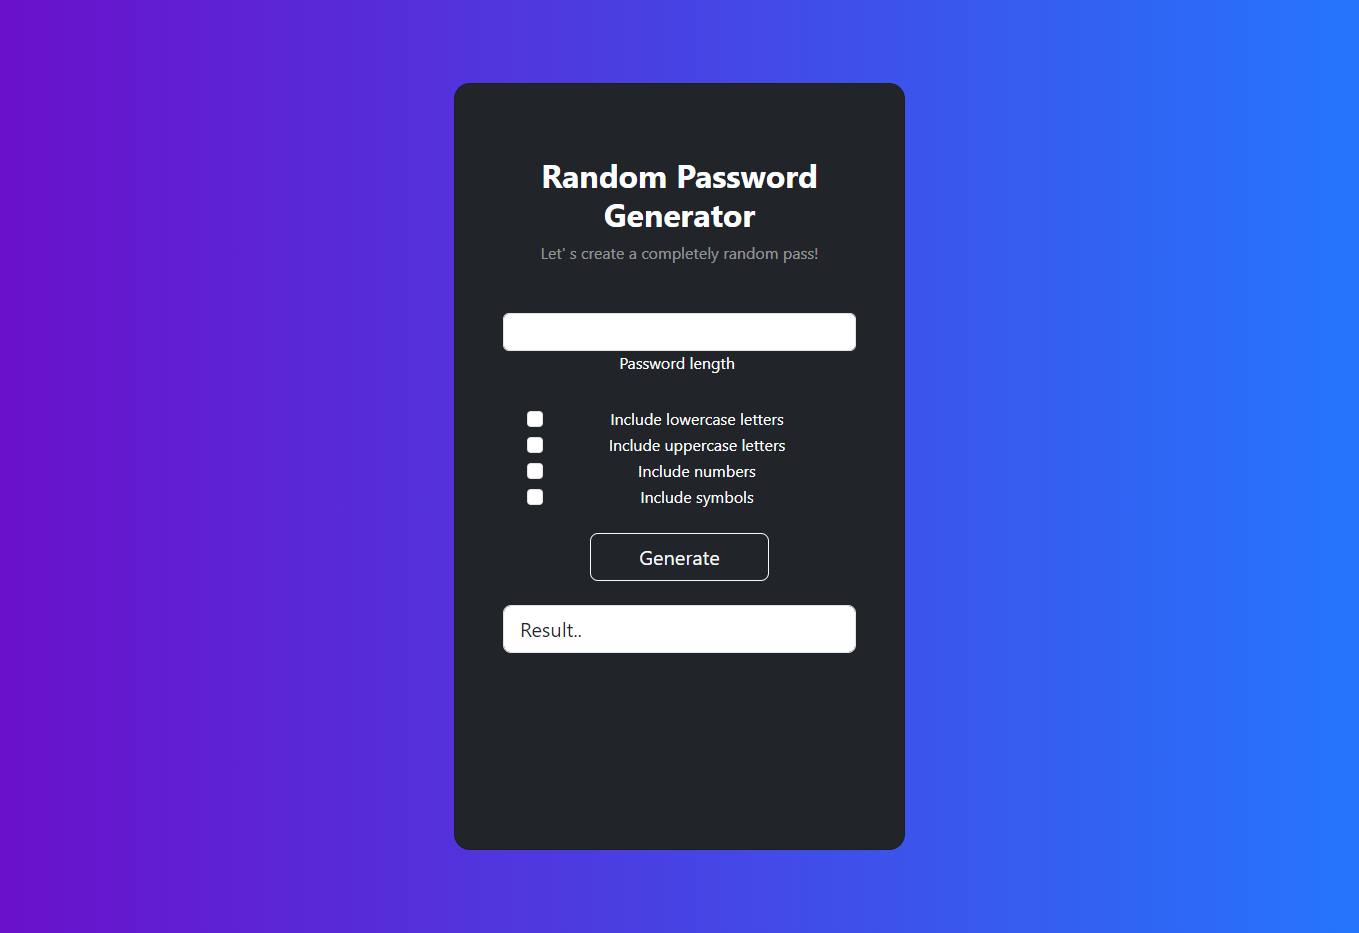 Random Password
Generator
Let' s create a completely random pass!
Password length
Include lowercase letters
Include uppercase letters
Include numbers
Include symbols
Generate
Result..